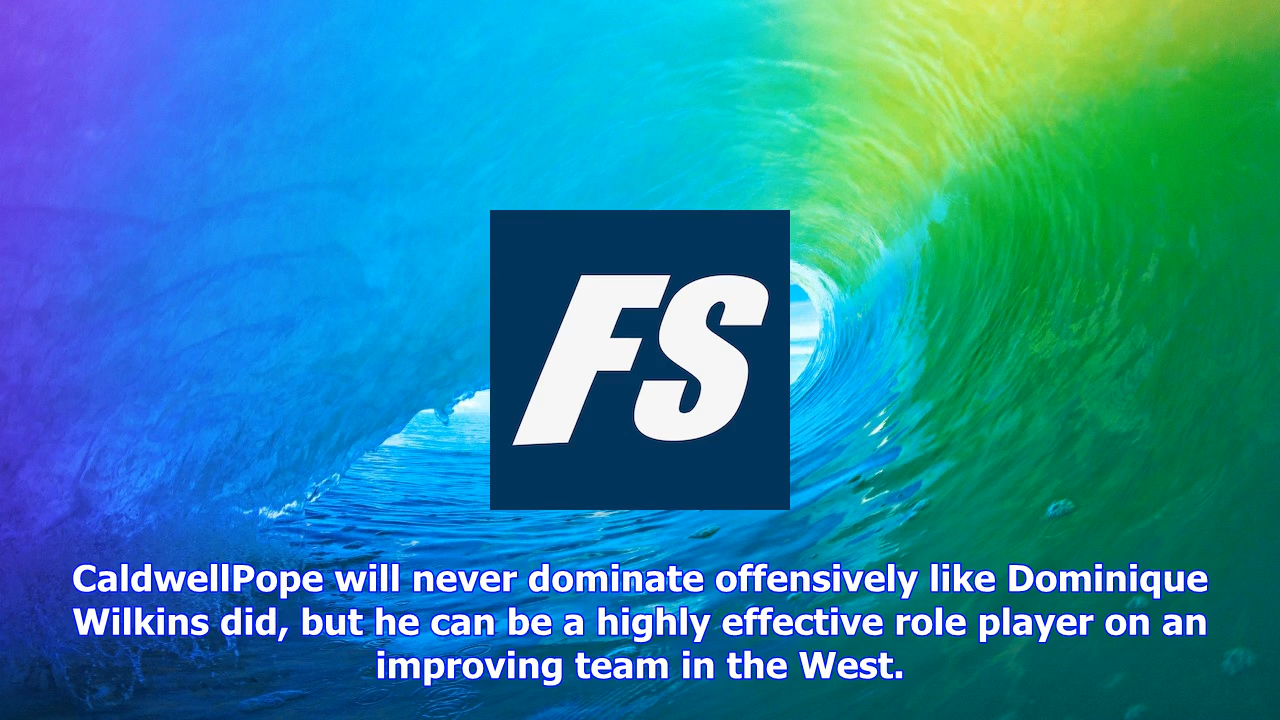 FS
CaldwellPope will never dominate offensively like Dominique
Wilkins did, but he can be a highly effective role player on an
improving team in the West.